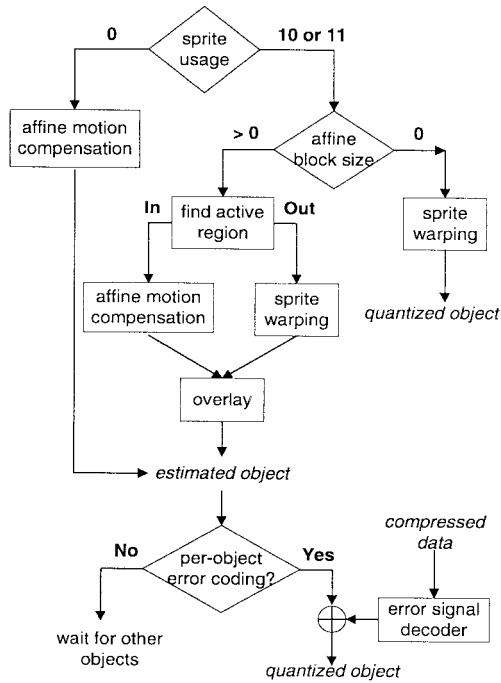 0
sprite
usage
10 or 11
affine motion
compensation
> 0
affine
block size
0
In
find active
region
Out
sprite
warping
affine motion
compensation
sprite
warping
quantized object
overlay
estimated object
No
per-object
error coding?
Yes
compressed
data
wait for other
objects
error signal
decoder
quantized object